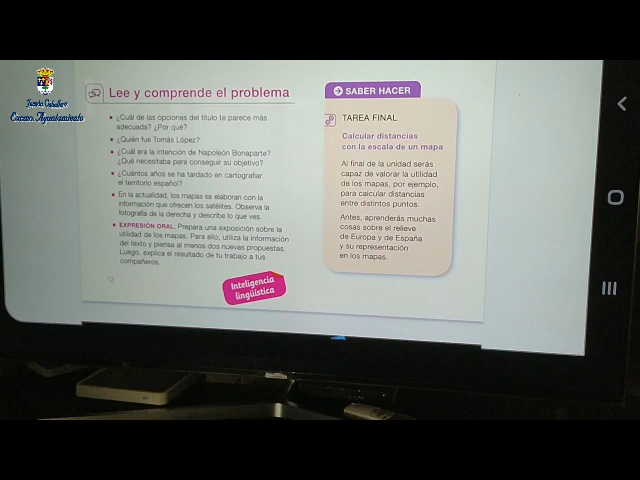 Lee y comprende el problema
• ¿Cuál de las opciones del título te parece más
adecuada? ¿Por qué?
• ¿Quién fue Tomás López?
• ¿Cuál era la intención de Napoleón Bonaparte?
¿Qué necesitaba para conseguir su objetivo?
• ¿Cuántos años se ha tardado en cartografiar
el territorio español?
• En la actualidad, los mapas se elaboran con la
información que ofrecen los satélites. Observa la
fotografía de la derecha y describe lo que ves.
• EXPRESIÓN ORAL. Prepara una exposición sobre la
utilidad de los mapas. Para ello, utiliza la información
del texto y piensa al menos dos nuevas propuestas.
Luego, explica el resultado de tu trabajo a tus
compañeros.
Inteligencia
lingüística
SABER HACER
TAREA FINAL
Calcular distancias
con la escala de un mapa
Al final de la unidad serás
capaz de valorar la utilidad
de los mapas, por ejemplo,
para calcular distancias
entre distintos puntos.
Antes, aprenderás muchas
cosas sobre el relieve
de Europa y de España
y su representación
en los mapas.